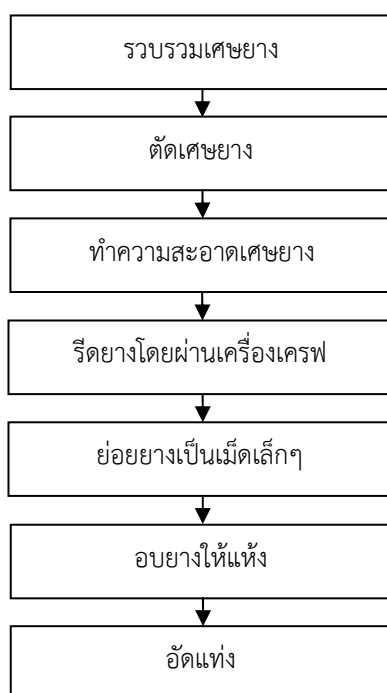 รวบรวมเศษยาง
ตัดเศษยาง
ทำความสะอาดเศษยาง
รีดยางโดยผ่านเครื่องเครฟ
ย่อยยางเป็นเม็ดเล็กๆ
อบยางให้แห้ง
อัดแท่ง